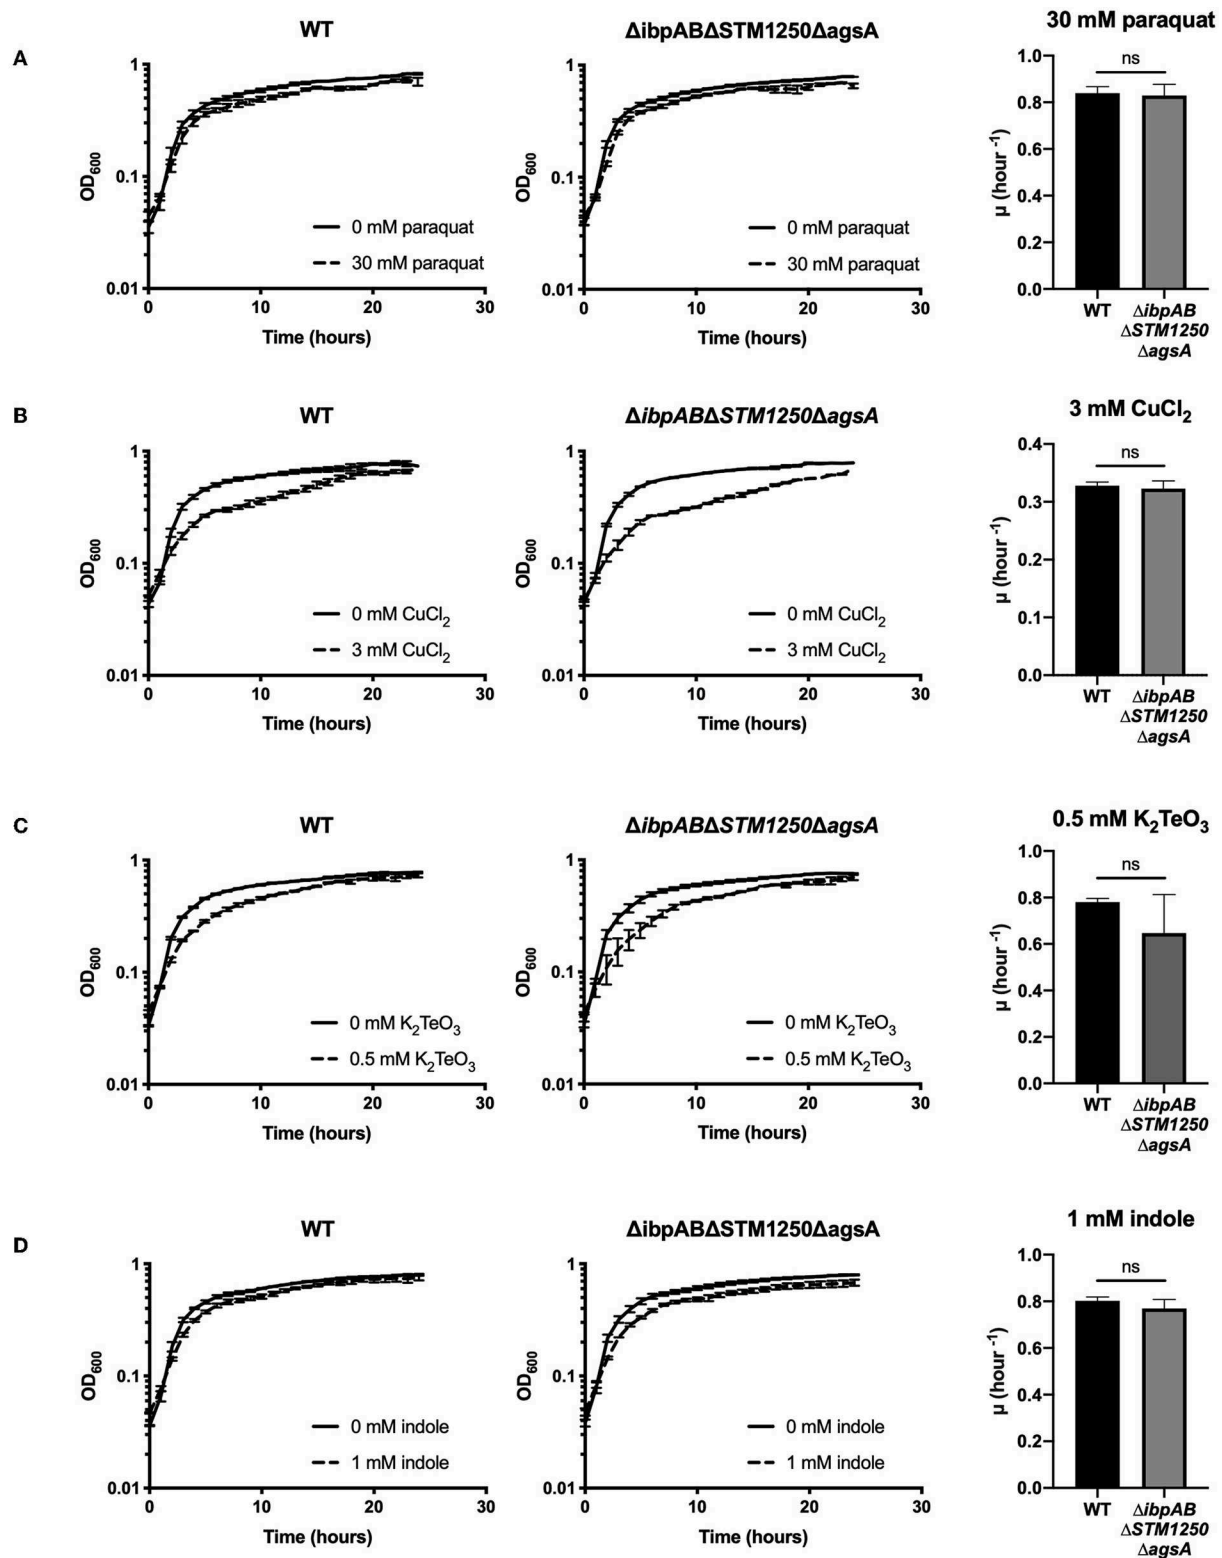 A
WT
ΔibpABΔSTM1250ΔagsA
30 mM paraquat
1
0.1
0.01
OD600
0 mM paraquat
30 mM paraquat
0 10 20 30
Time (hours)
1
0.1
0.01
OD600
0 mM paraquat
30 mM paraquat
0 10 20 30
Time (hours)
1.0
0.8
0.6
0.4
0.2
0.0
μ (hour -1)
ns
WT
ΔibpAB
ΔSTM1250
ΔagsA
B
WT
ΔibpABΔSTM1250ΔagsA
3 mM CuCl2
1
0.1
0.01
OD600
0 mM CuCl2
3 mM CuCl2
0 10 20 30
Time (hours)
1
0.1
0.01
OD600
0 mM CuCl2
3 mM CuCl2
0 10 20 30
Time (hours)
0.4
0.3
0.2
0.1
0.0
μ (hour -1)
ns
WT
ΔibpAB
ΔSTM1250
ΔagsA
C
WT
ΔibpABΔSTM1250ΔagsA
0.5 mM K2TeO3
1
0.1
0.01
OD600
0 mM K2TeO3
0.5 mM K2TeO3
0 10 20 30
Time (hours)
1
0.1
0.01
OD600
0 mM K2TeO3
0.5 mM K2TeO3
0 10 20 30
Time (hours)
1.0
0.8
0.6
0.4
0.2
0.0
μ (hour -1)
ns
WT
ΔibpAB
ΔSTM1250
ΔagsA
D
WT
ΔibpABΔSTM1250ΔagsA
1 mM indole
1
0.1
0.01
OD600
0 mM indole
1 mM indole
0 10 20 30
Time (hours)
1
0.1
0.01
OD600
0 mM indole
1 mM indole
0 10 20 30
Time (hours)
1.0
0.8
0.6
0.4
0.2
0.0
μ (hour -1)
ns
WT
ΔibpAB
ΔSTM1250
ΔagsA